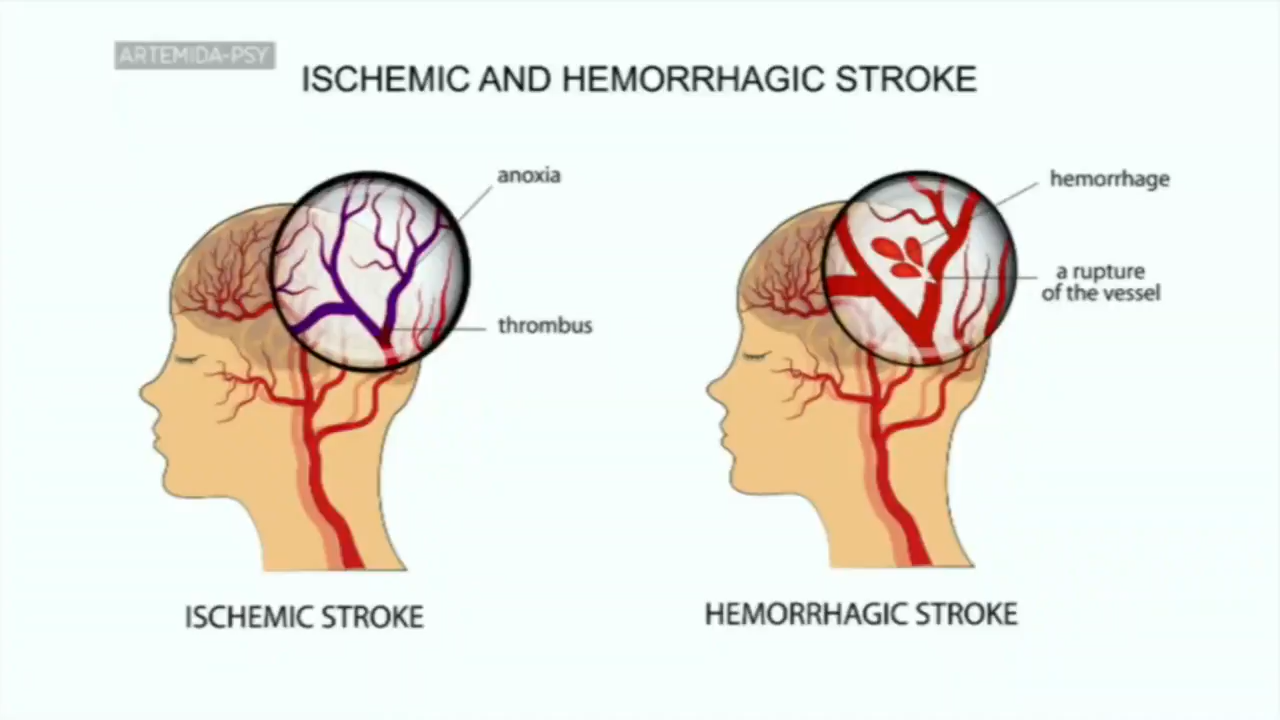 ARTEMIDA-PSY
ISCHEMIC AND HEMORRHAGIC STROKE
anoxia
thrombus
ISCHEMIC STROKE
hemorrhage
a rupture
of the vessel
HEMORRHAGIC STROKE